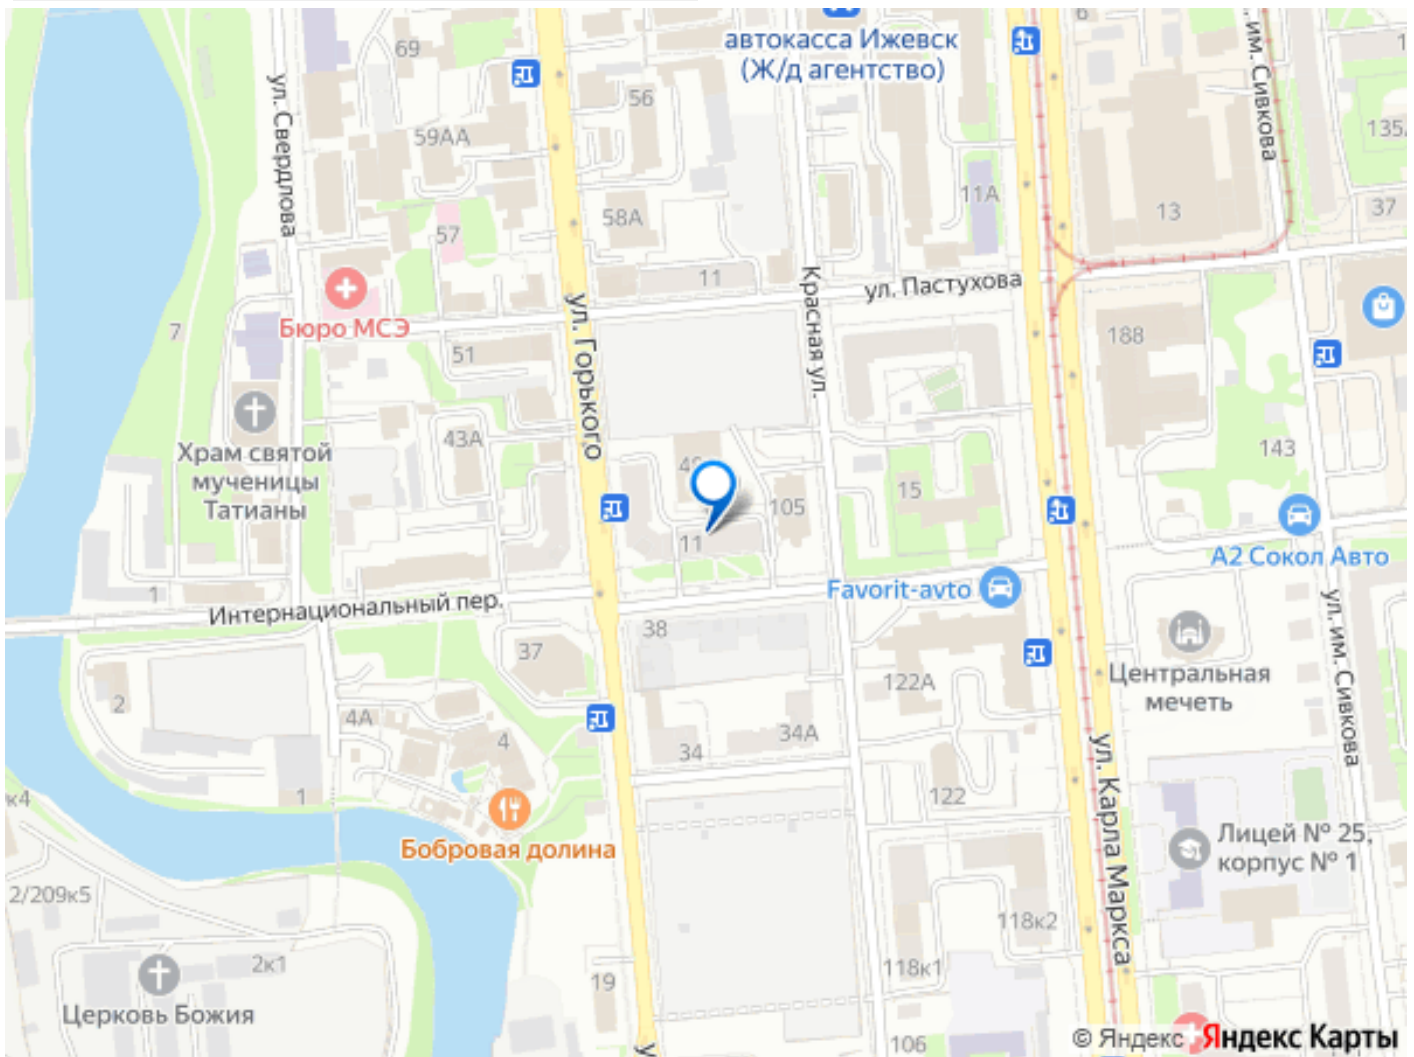 69
ул. Свердлова
56
59АА
автокасса Ижевск
(Ж/д агентство)
6
ул. им. Сивкова
135
11А
13
37
58А
57
11
ул. Пастухова
Красная ул.
7
Бюро МСЭ
ул. Горького
51
188
43А
Храм святой
мученицы
Татианы
143
15
105
11
А2 Сокол Авто
1
Интернациональный пер.
Favorit-avto
38
37
122А
Центральная
мечеть
ул. им. Сивкова
2
4А
4
34
34А
ул. Карла Маркса
к4
1
122
Бобровая долина
Лицей № 25,
корпус № 1
2/209к5
118к2
2к1
118к1
19
Церковь Божия
106
© Яндекс Яндекс Карты